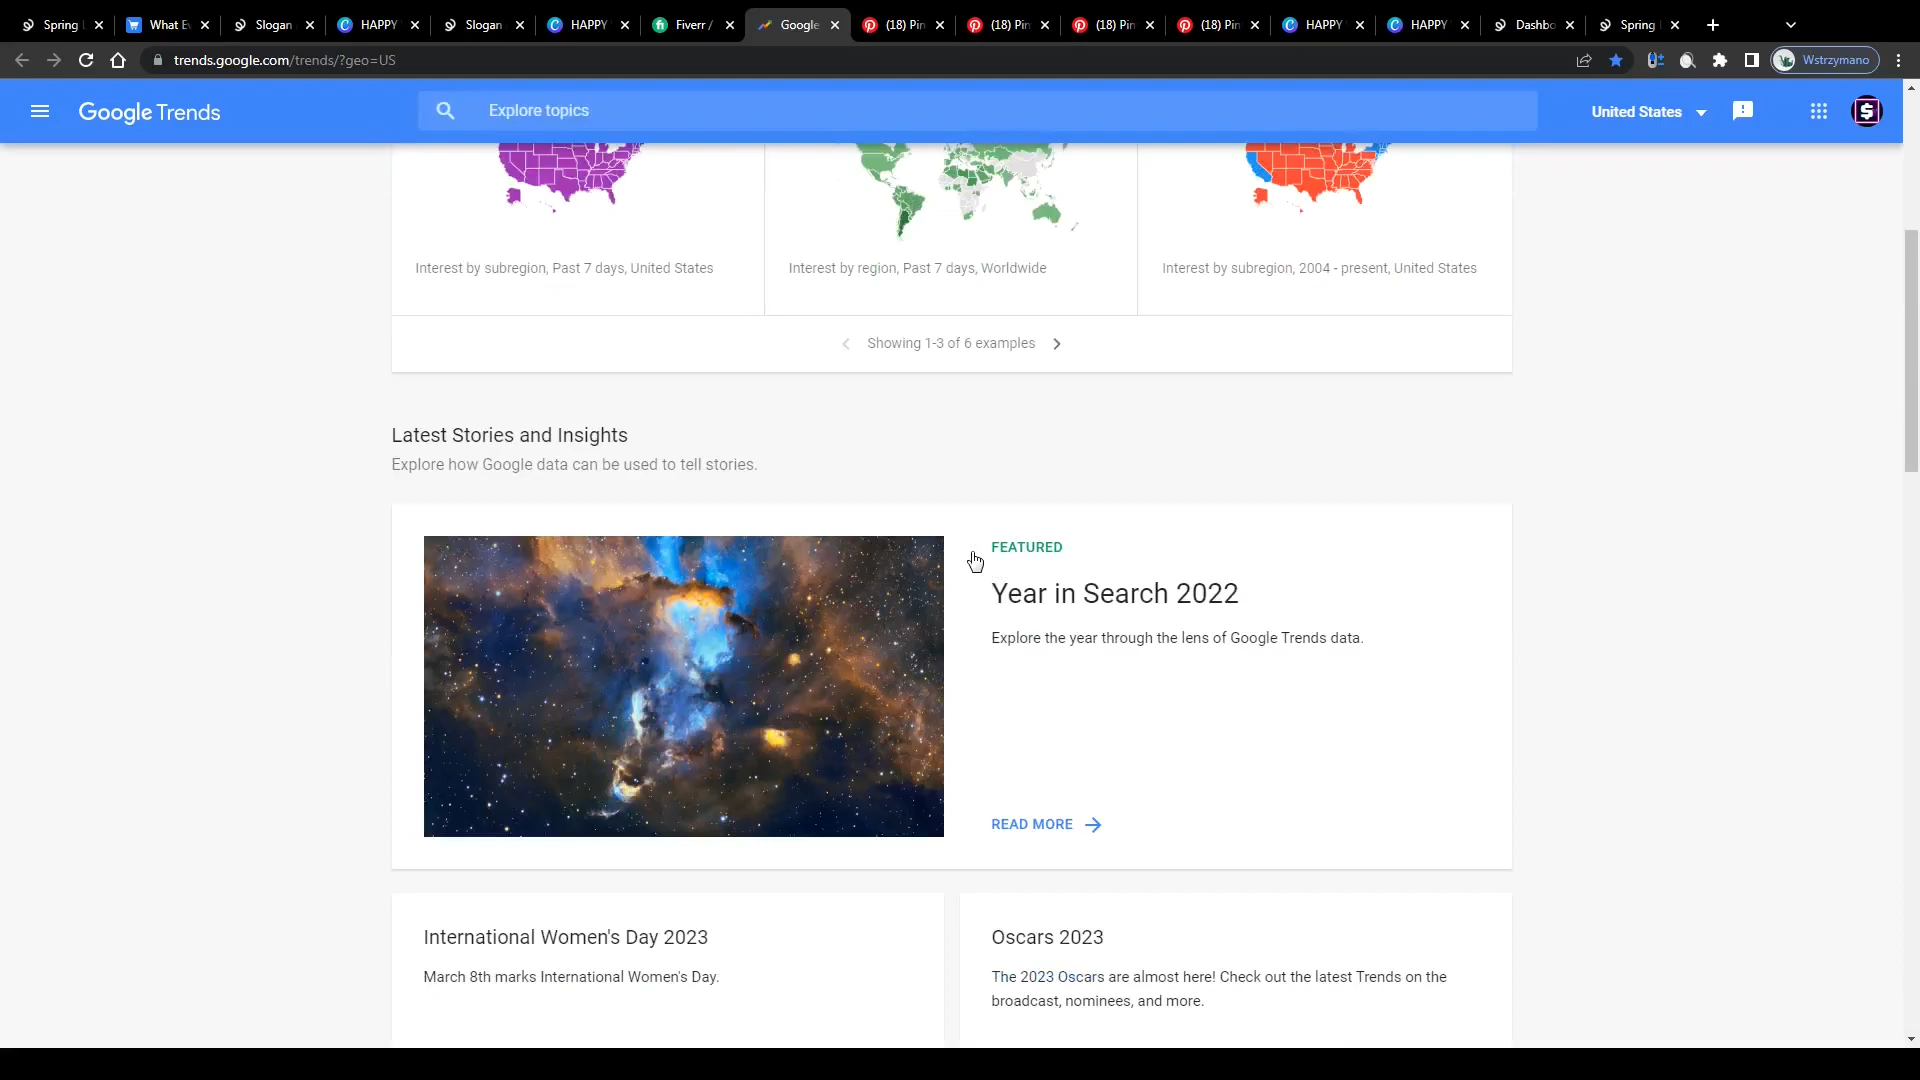 Spring
What E
Slogan
HAPPY
Slogan
HAPPY
Fiverr /
Google
(18) Pin
(18) Pin
(18) Pin
(18) Pin
HAPPY
HAPPY
Dashbo
Spring
trends.google.com/trends/?geo=US
Wstrzymano
Google Trends
Explore topics
United States
Interest by subregion, Past 7 days, United States
Interest by region, Past 7 days, Worldwide
Interest by subregion, 2004 - present, United States
Showing 1-3 of 6 examples
Latest Stories and Insights
Explore how Google data can be used to tell stories.
FEATURED
Year in Search 2022
Explore the year through the lens of Google Trends data.
READ MORE
International Women's Day 2023
March 8th marks International Women's Day.
Oscars 2023
The 2023 Oscars are almost here! Check out the latest Trends on the
broadcast, nominees, and more.